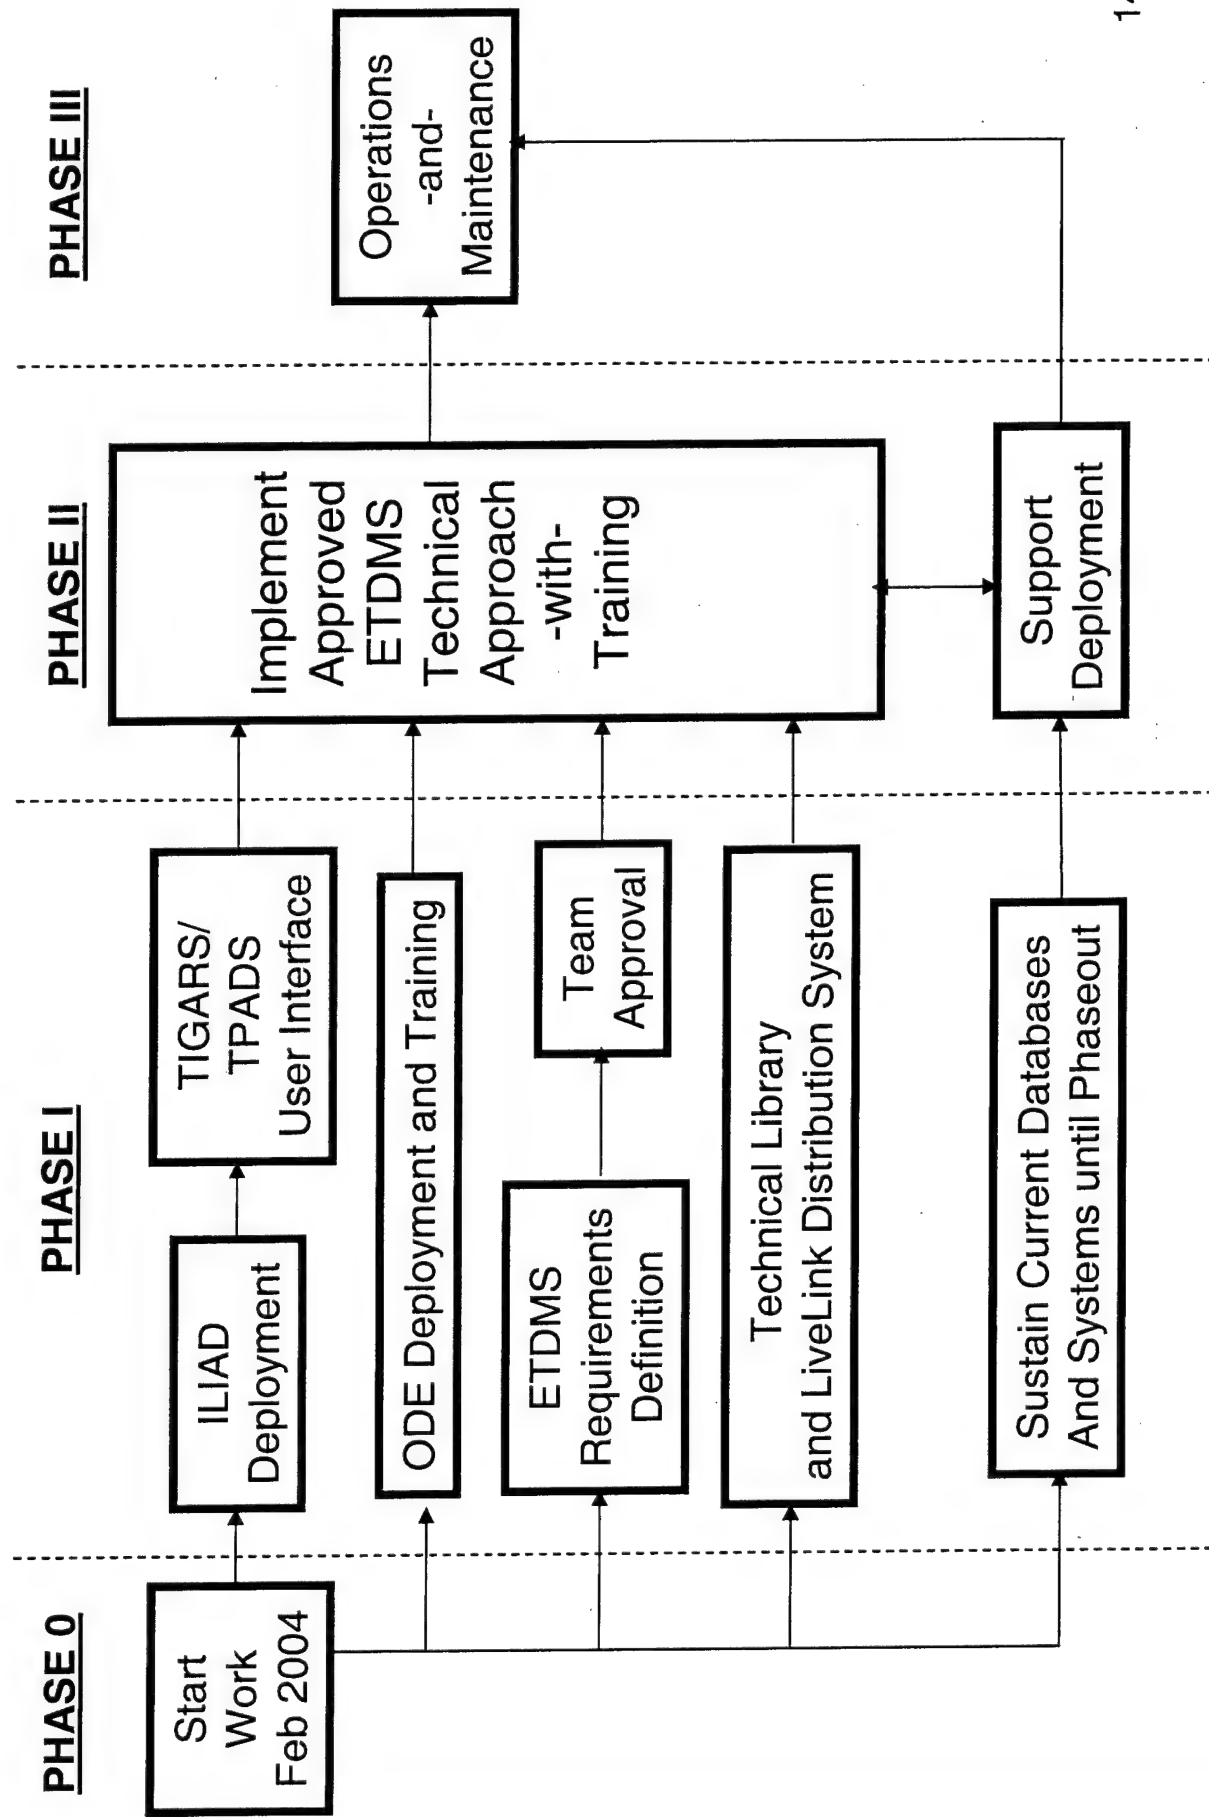 PHASE 0
PHASE I
PHASE II
PHASE III
Start
Work
Feb 2004
ILIAD
Deployment
TIGARS/
TPADS
User Interface
ODE Deployment and Training
ETDMS
Requirements
Definition
Team
Approval
Technical Library
and LiveLink Distribution System
Sustain Current Databases
And Systems until Phaseout
Implement
Approved
ETDMS
Technical
Approach
-with-
Training
Support
Deployment
Operations
-and-
Maintenance